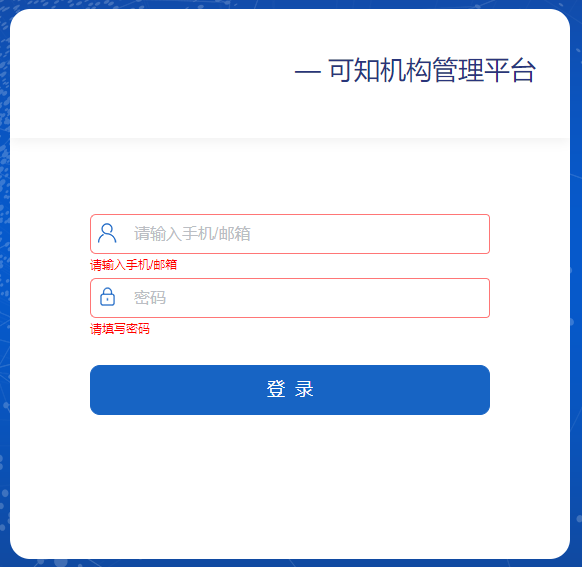 — 可知机构管理平台
请输入手机/邮箱
请输入手机/邮箱
密码
请填写密码
登 录